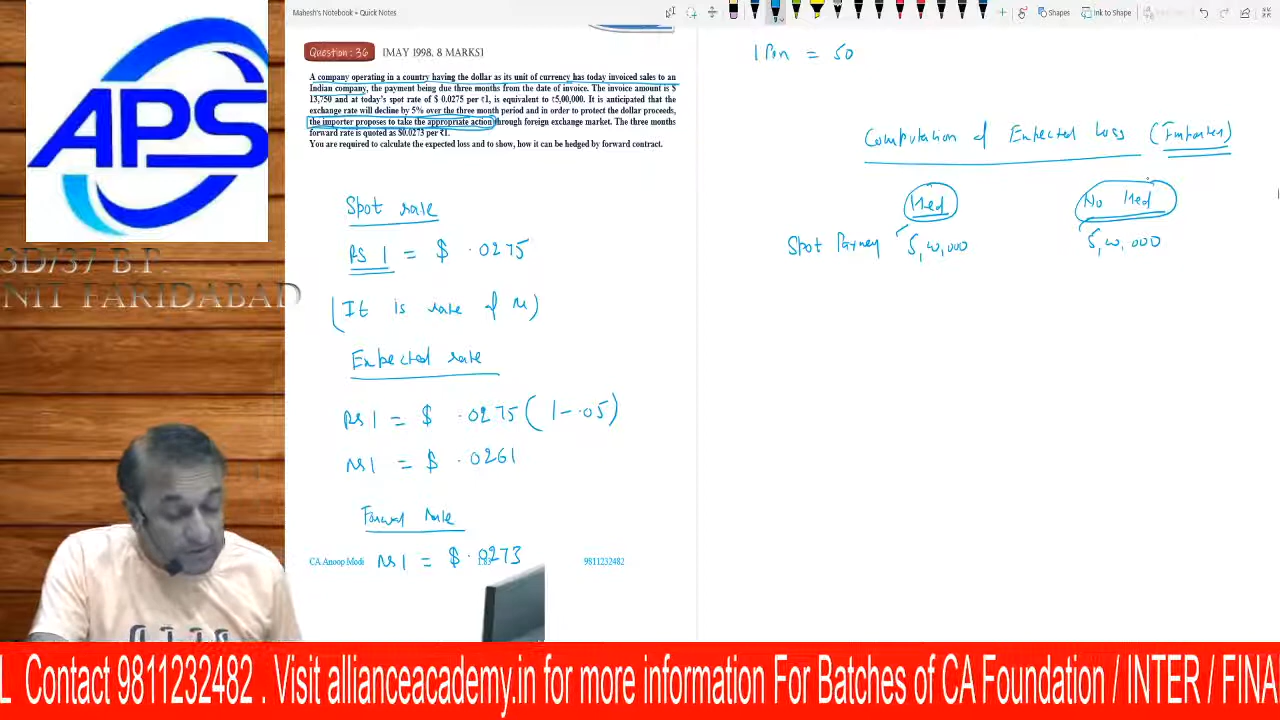 Mahesh's Notebook » Quick Notes
Shapes
Ink to Shape
APS
3D/37 B.P.
NIT FARIDABAD
Question : 36 [MAY 1998, 8 MARKS]
A company operating in a country having the dollar as its unit of currency has today invoiced sales to an
Indian company, the payment being due three months from the date of invoice. The invoice amount is $
13,750 and at today's spot rate of $ 0.0275 per ₹1, is equivalent to ₹5,00,000. It is anticipated that the
exchange rate will decline by 5% over the three month period and in order to protect the dollar proceeds,
the importer proposes to take the appropriate action through foreign exchange market. The three months
forward rate is quoted as $0.0273 per ₹1.
You are required to calculate the expected loss and to show, how it can be hedged by forward contract.
Spot rate
RS 1 = $ .0275
(It is rate of
Expected rate
RS 1 = $ .0275 (1-.05)
RS 1 = $ .0261
Forward rate
RS 1 = $ .0273
CA Anoop Modi
1.83
9811232482
= 50
Computation of Expected Loss (Importer)
No
Spot 5,00,000 5,00,000
L Contact 9811232482 . Visit allianceacademy.in for more information For Batches of CA Foundation / INTER / FINA